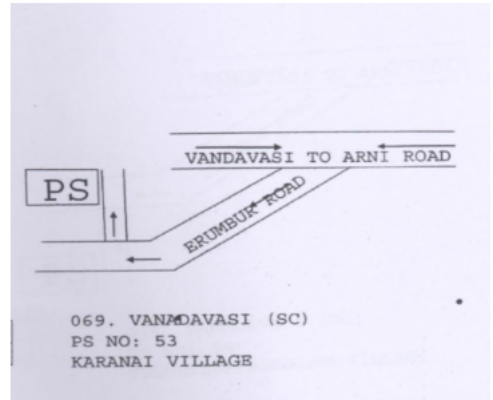 VANDAVASI TO ARNI ROAD
PS
ERUMBUR ROAD
069. VANADAVASI (SC)
PS NO: 53
KARANAI VILLAGE